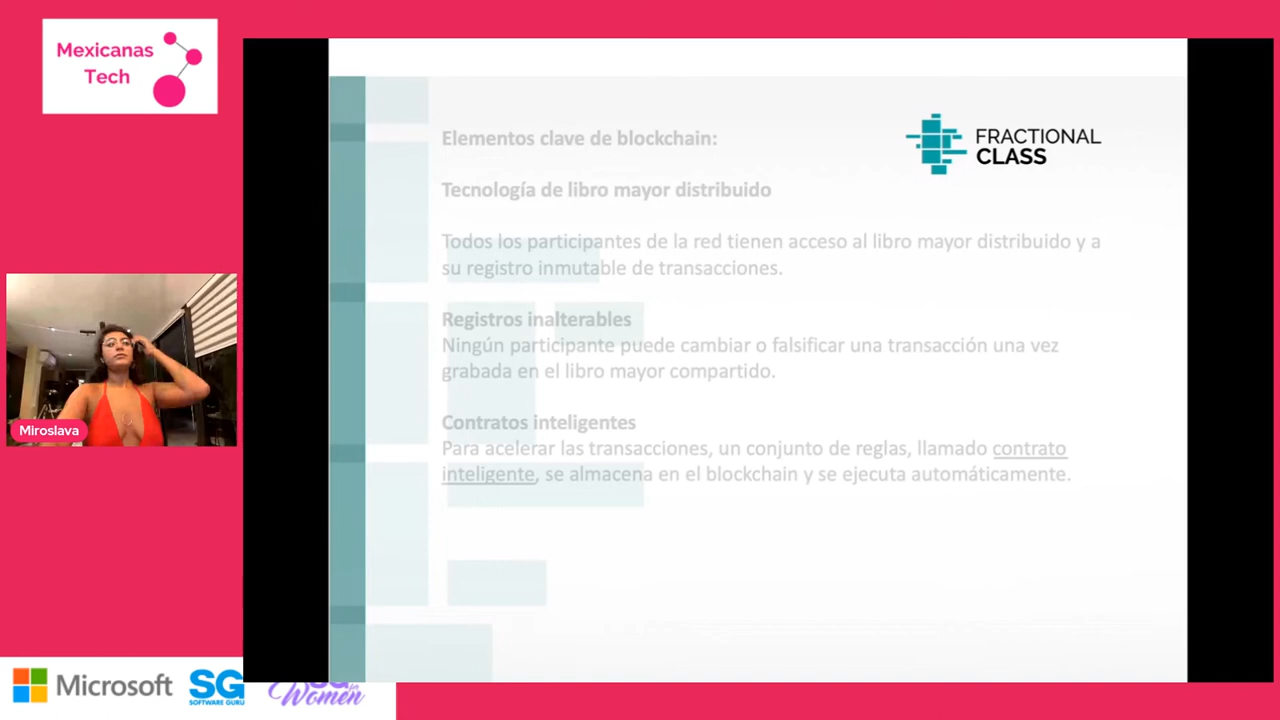 Mexicanas
Tech
Elementos clave de blockchain:
FRACTIONAL
CLASS
Tecnología de libro mayor distribuido
Todos los participantes de la red tienen acceso al libro mayor distribuido y a
su registro inmutable de transacciones.
Registros inalterables
Ningún participante puede cambiar o falsificar una transacción una vez
grabada en el libro mayor compartido.
Contratos inteligentes
Para acelerar las transacciones, un conjunto de reglas, llamado contrato
inteligente, se almacena en el blockchain y se ejecuta automáticamente.
Miroslava
Microsoft
SG
SOFTWARE GURU
Women